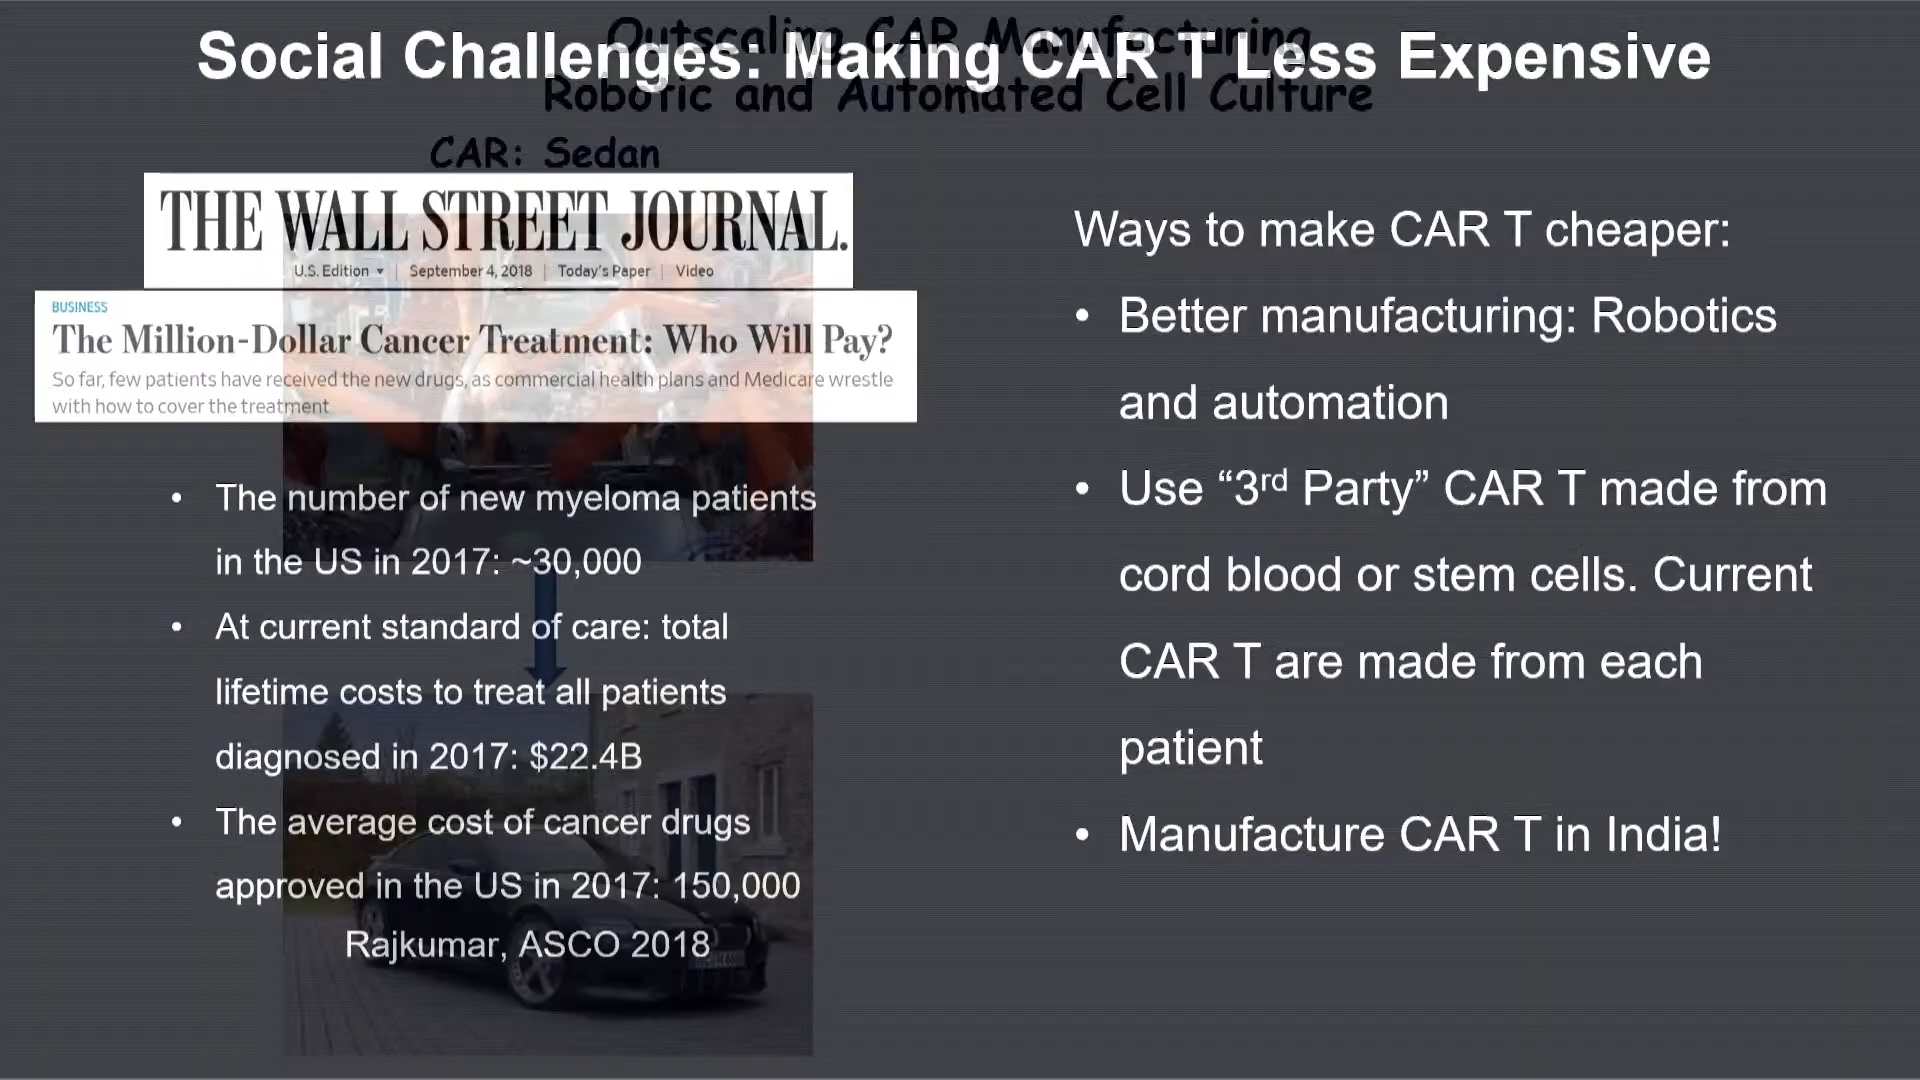 Outscaling CAR Manufacturing
Social Challenges: Making CAR T Less Expensive
Robotic and Automated Cell Culture
CAR: Sedan
THE WALL STREET JOURNAL.
U.S. Edition ▾ | September 4, 2018 | Today's Paper | Video
BUSINESS
The Million-Dollar Cancer Treatment: Who Will Pay?
So far, few patients have received the new drugs, as commercial health plans and Medicare wrestle
with how to cover the treatment
• The number of new myeloma patients
in the US in 2017: ~30,000
• At current standard of care: total
lifetime costs to treat all patients
diagnosed in 2017: $22.4B
• The average cost of cancer drugs
approved in the US in 2017: 150,000
Rajkumar, ASCO 2018
Ways to make CAR T cheaper:
• Better manufacturing: Robotics
and automation
• Use “3rd Party” CAR T made from
cord blood or stem cells. Current
CAR T are made from each
patient
• Manufacture CAR T in India!